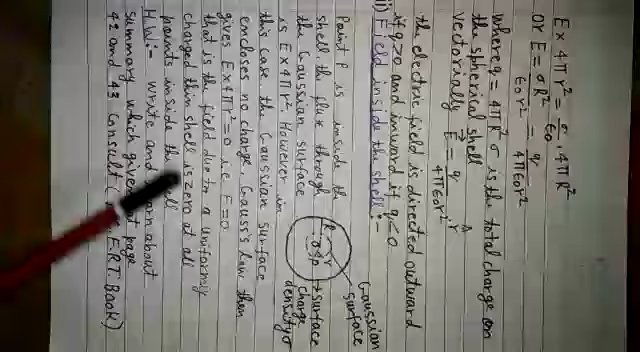 E × 4πr² = σ/ε₀ . 4πR²
or E = σR²/ε₀r² = q/4πε₀r²
where q = 4πR²σ is the total charge on
the spherical shell
vectorially E⃗ = q/4πε₀r² . r̂
the electric field is directed outward
if q>0 and inward if q<0
ii) Field inside the shell:-
Point P is inside the
shell. the flux through
the Gaussian surface
is E×4πr². However in
this case, the Gaussian surface
encloses no charge, Gauss's law then
gives E×4πr²=0 i.e. E=0
that is the field due to a uniformly
charged thin shell is zero at all
points inside the shell
H.W:- write and learn about
summary which given at page
42 and 43 Consult (N.C.E.R.T. Book)
Gaussian
surface
R
r
o
P
surface
charge
density σ